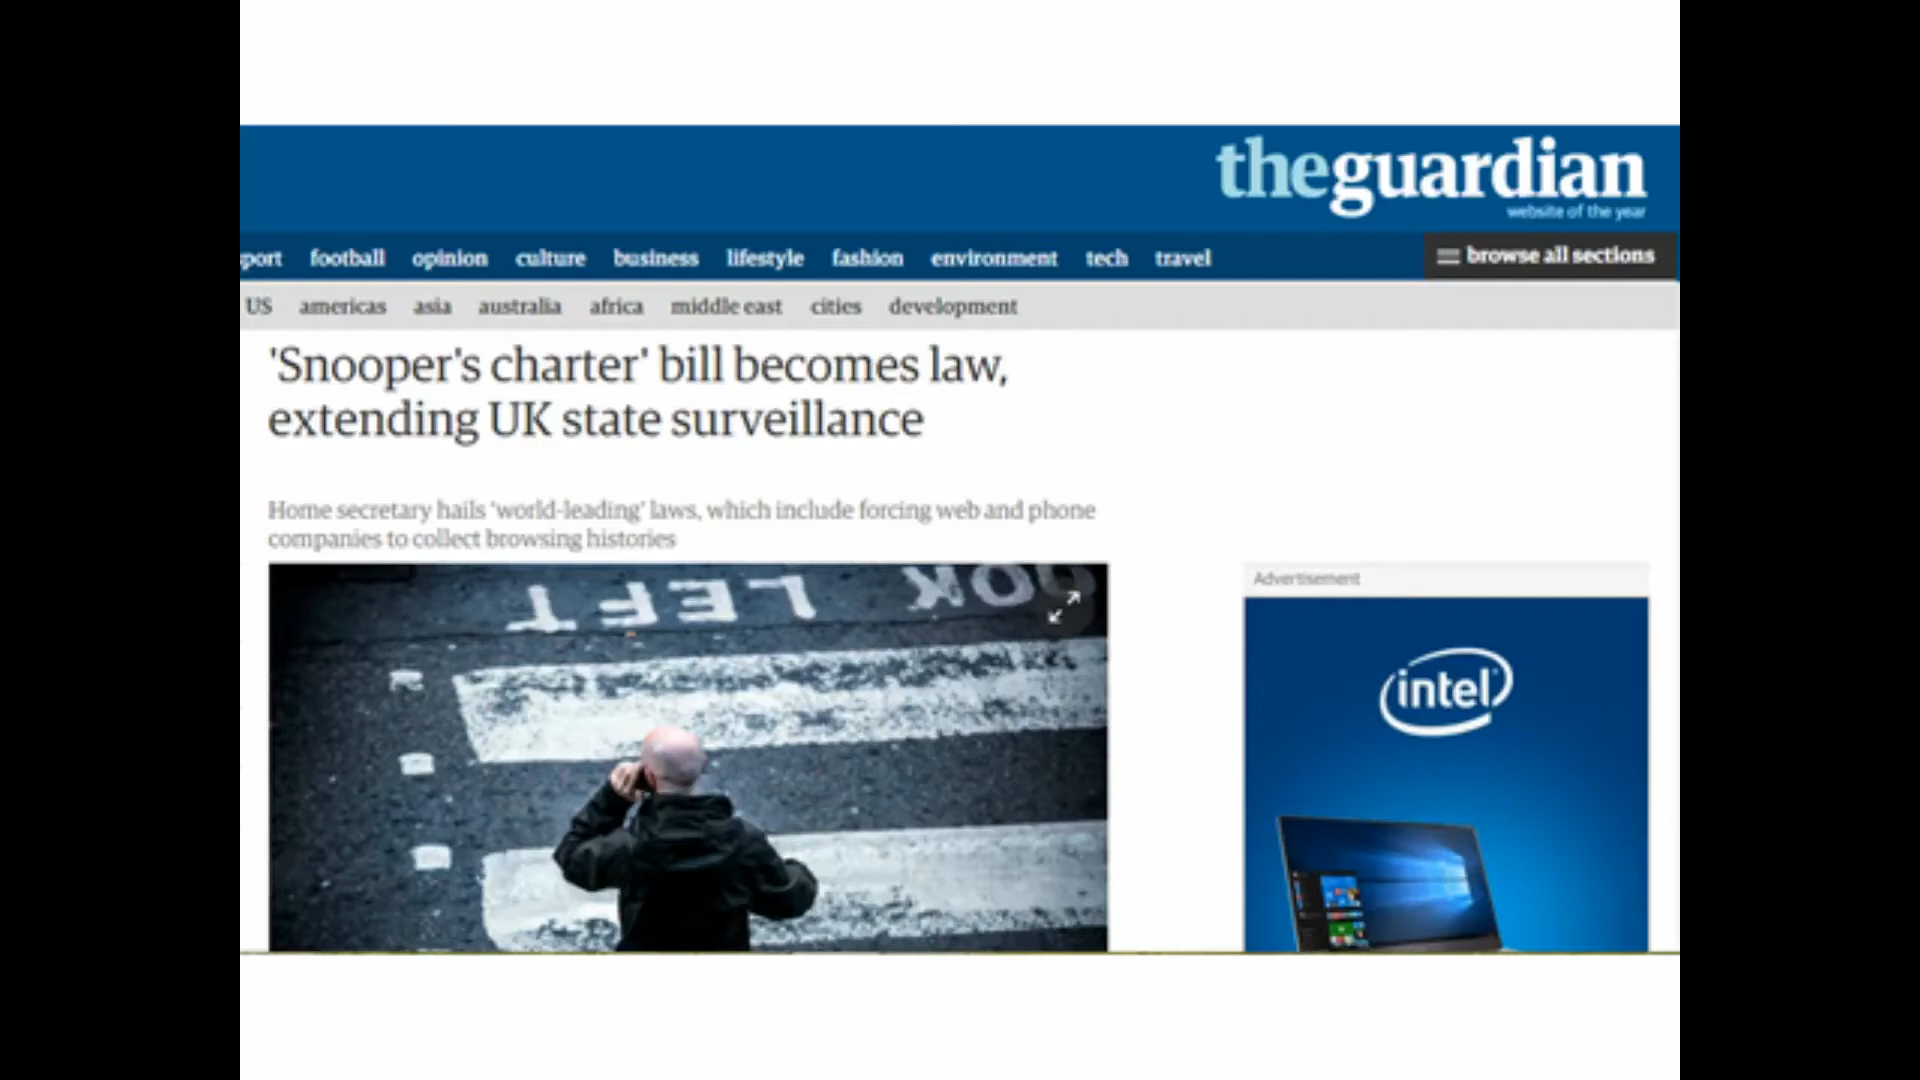 theguardian
website of the year
port football opinion culture business lifestyle fashion environment tech travel browse all sections
US americas asia australia africa middle east cities development
'Snooper's charter' bill becomes law,
extending UK state surveillance
Home secretary hails 'world-leading' laws, which include forcing web and phone
companies to collect browsing histories
Advertisement
LOOK LEFT
intel